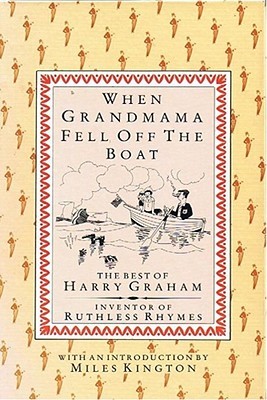 WHEN
GRANDMAMA
FELL OFF THE
BOAT
THE BEST OF
HARRY GRAHAM
INVENTOR OF
RUTHLESS RHYMES
WITH AN INTRODUCTION BY
MILES KINGTON